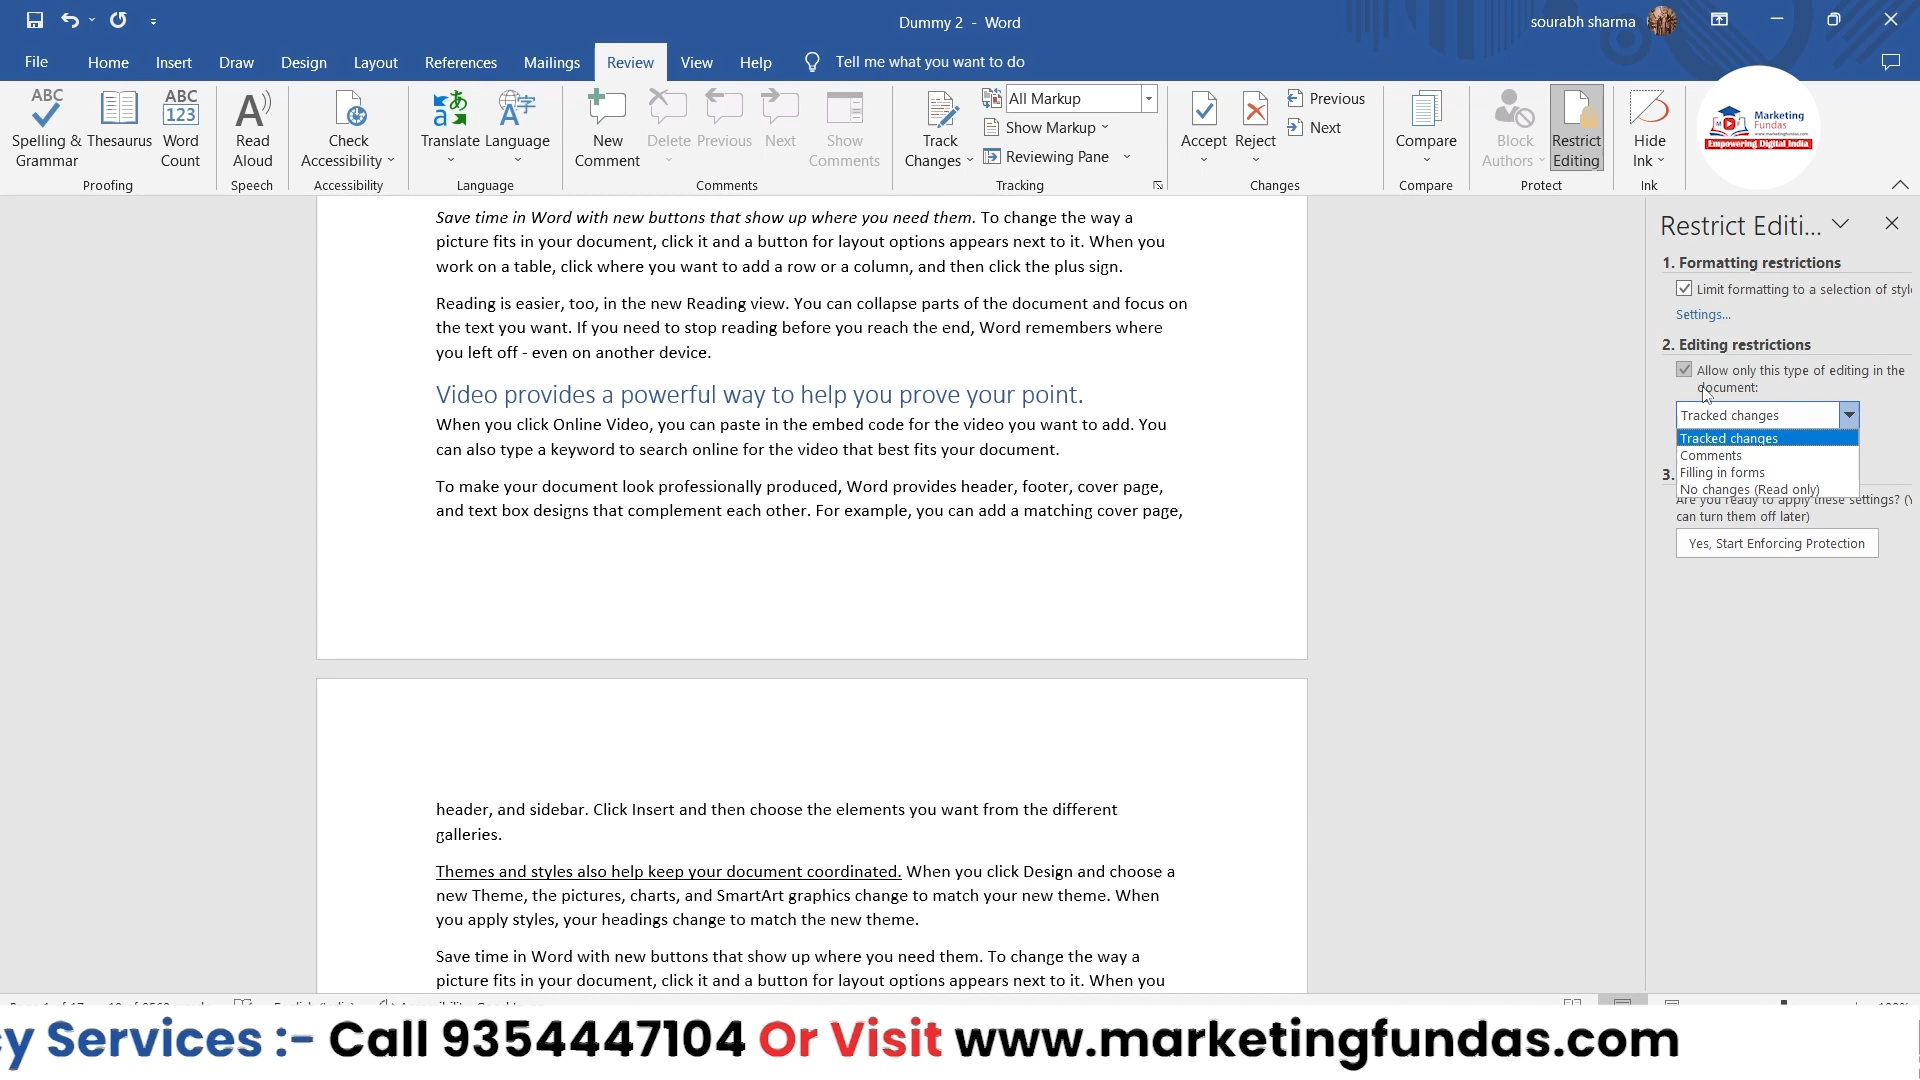 Dummy 2 - Word
sourabh sharma
File Home Insert Draw Design Layout References Mailings Review View Help Tell me what you want to do
ABC
Spelling &
Grammar
Thesaurus
ABC
123
Word
Count
Proofing
Read
Aloud
Speech
Check
Accessibility
Accessibility
Translate
Language
Language
New
Comment
Delete
Previous
Next
Show
Comments
Comments
Track
Changes
All Markup
Show Markup
Reviewing Pane
Tracking
Accept
Reject
Previous
Next
Changes
Compare
Compare
Block
Authors
Restrict
Editing
Protect
Hide
Ink
Ink
Marketing
Fundas
www.marketingfundas.com
Empowering Digital India
Save time in Word with new buttons that show up where you need them. To change the way a
picture fits in your document, click it and a button for layout options appears next to it. When you
work on a table, click where you want to add a row or a column, and then click the plus sign.
Reading is easier, too, in the new Reading view. You can collapse parts of the document and focus on
the text you want. If you need to stop reading before you reach the end, Word remembers where
you left off - even on another device.
Video provides a powerful way to help you prove your point.
When you click Online Video, you can paste in the embed code for the video you want to add. You
can also type a keyword to search online for the video that best fits your document.
To make your document look professionally produced, Word provides header, footer, cover page,
and text box designs that complement each other. For example, you can add a matching cover page,
header, and sidebar. Click Insert and then choose the elements you want from the different
galleries.
Themes and styles also help keep your document coordinated. When you click Design and choose a
new Theme, the pictures, charts, and SmartArt graphics change to match your new theme. When
you apply styles, your headings change to match the new theme.
Save time in Word with new buttons that show up where you need them. To change the way a
picture fits in your document, click it and a button for layout options appears next to it. When you
Restrict Editi...
1. Formatting restrictions
Limit formatting to a selection of style
Settings...
2. Editing restrictions
Allow only this type of editing in the
document:
Tracked changes
Tracked changes
Comments
Filling in forms
No changes (Read only)
3.
Are you ready to apply these settings? (Y
can turn them off later)
Yes, Start Enforcing Protection
cy Services :- Call 9354447104 Or Visit www.marketingfundas.com